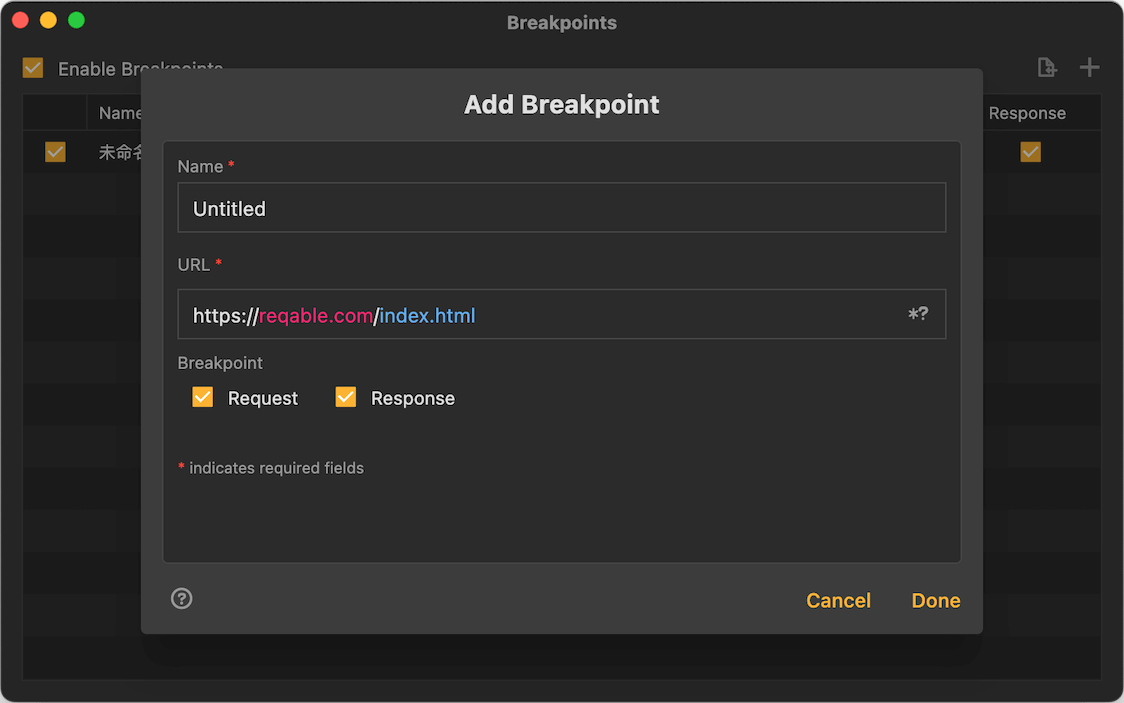 Breakpoints
Enable Breakpoints
Name
Response
未命名
Add Breakpoint
Name *
Untitled
URL *
https://reqable.com/index.html
*?
Breakpoint
Request
Response
* indicates required fields
?
Cancel
Done